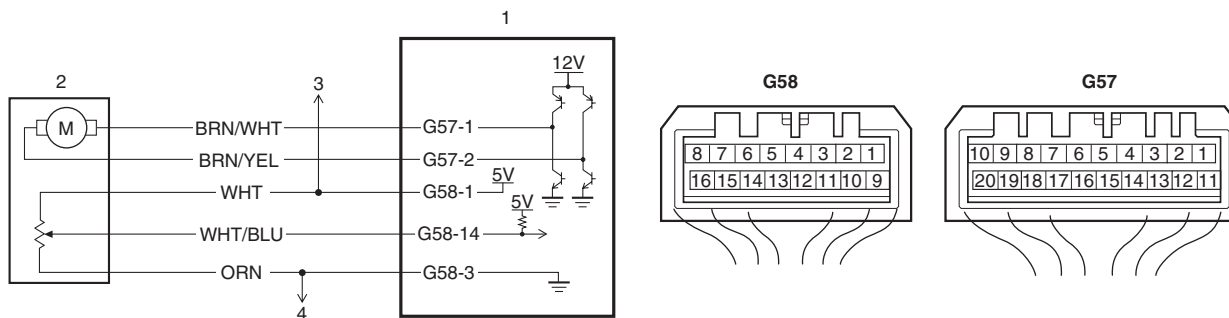 1
2
3
12V
G58
G57
M
BRN/WHT
G57-1
BRN/YEL
G57-2
WHT
G58-1
5V
5V
WHT/BLU
G58-14
ORN
G58-3
4
8 7 6 5 4 3 2 1
16 15 14 13 12 11 10 9
10 9 8 7 6 5 4 3 2 1
20 19 18 17 16 15 14 13 12 11